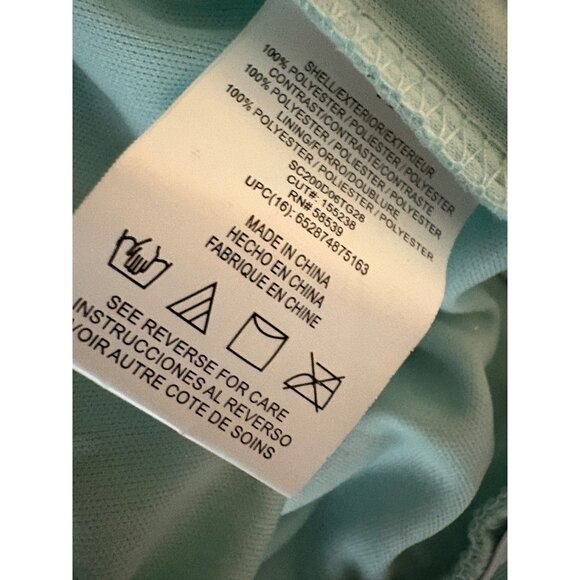 SHELL/EXTERIOR/EXTERIEUR
100% POLYESTER / POLIESTER / POLYESTER
CONTRAST/CONTRASTE/CONTRASTE
100% POLYESTER / POLIESTER / POLYESTER
LINING/FORRO/DOUBLURE
100% POLYESTER / POLIESTER / POLYESTER
SC200D06TG28
CUT#: 155238
RN# 58539
UPC(16): 652874875163
MADE IN CHINA
HECHO EN CHINA
FABRIQUE EN CHINE
SEE REVERSE FOR CARE
INSTRUCCIONES AL REVERSO
VOIR AUTRE COTE DE SOINS